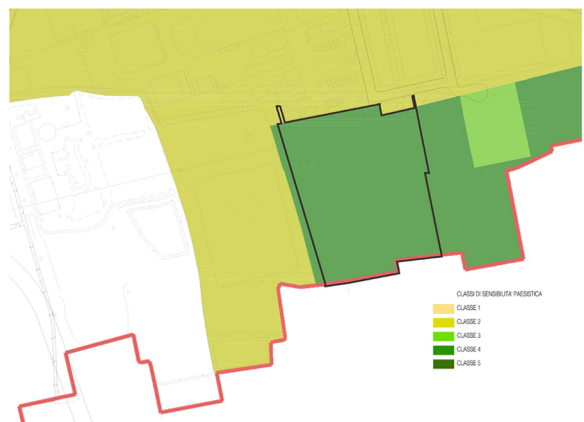 CLASSI DI SENSIBILITA' PAESISTICA
CLASSE 1
CLASSE 2
CLASSE 3
CLASSE 4
CLASSE 5